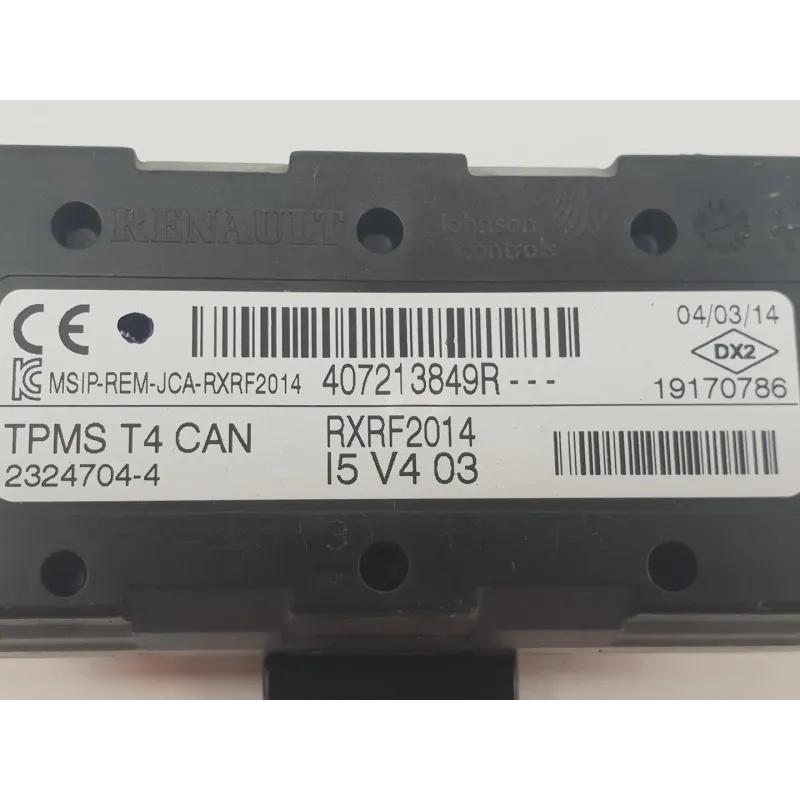 RENAULT
Johnson
Controls
CE
04/03/14
DX2
KC MSIP-REM-JCA-RXRF2014 407213849R---
19170786
TPMS T4 CAN
RXRF2014
2324704-4
I5 V4 03